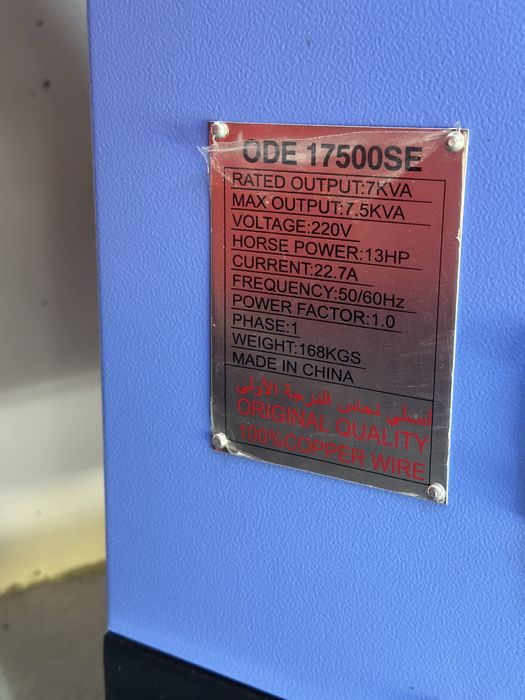 ODE 17500SE
RATED OUTPUT:7KVA
MAX OUTPUT:7.5KVA
VOLTAGE:220V
HORSE POWER:13HP
CURRENT:22.7A
FREQUENCY:50/60Hz
POWER FACTOR:1.0
PHASE:1
WEIGHT:168KGS
MADE IN CHINA
اصلي نحاس للدرجة الأولى
ORIGINAL QUALITY
100%COPPER WIRE